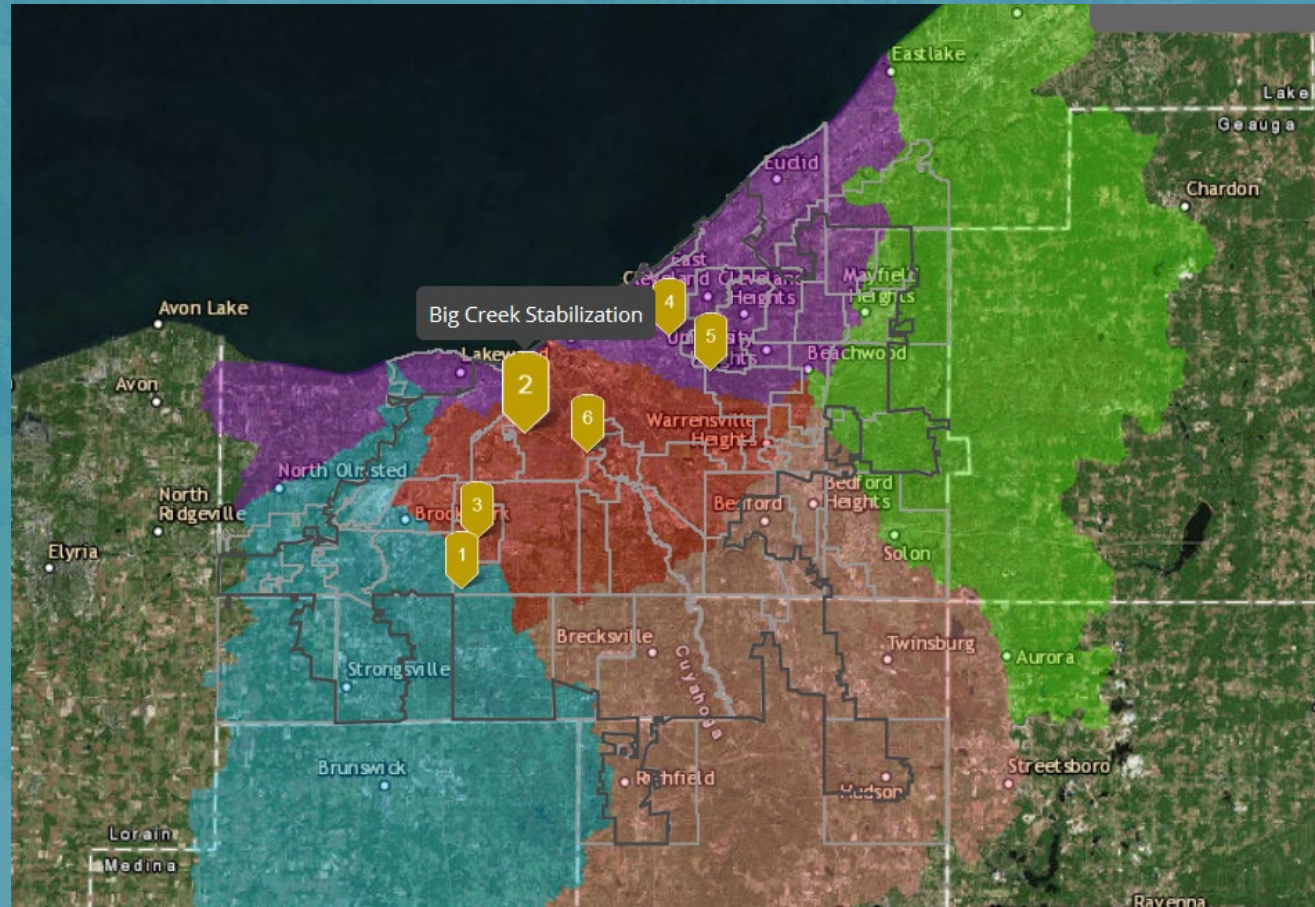 Eastlake
Lake
Geauga
Euclid
Chardon
East
Cleveland
Cleveland
Heights
Mayfield
Heights
4
Avon Lake
Big Creek Stabilization
5
University
Heights
Lakewood
Beachwood
Avon
2
6
Warrensville
Heights
North Olmsted
Bedford
Heights
North
Ridgeville
3
Brook Park
Bedford
Elyria
1
Solon
Brecksville
Twinsburg
Aurora
Strongsville
Cuyahoga
Brunswick
Richfield
Streetsboro
Hudson
Lorain
Medina
Ravenna